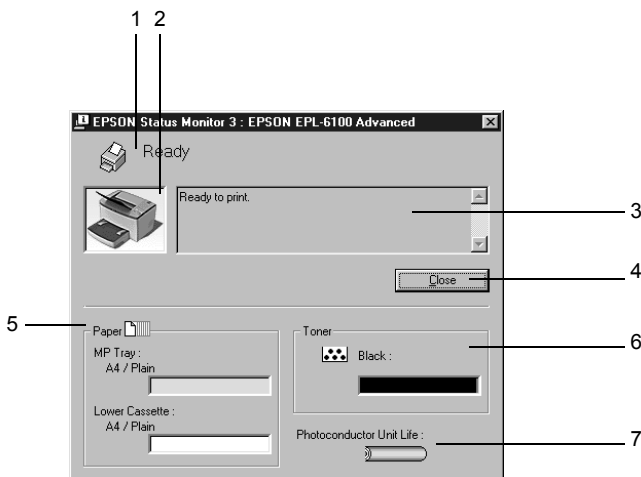 1 2
EPSON Status Monitor 3 : EPSON EPL-6100 Advanced
Ready
Ready to print.
3
Close
4
5
Paper
MP Tray :
A4 / Plain
Lower Cassette :
A4 / Plain
Toner
Black :
6
Photoconductor Unit Life :
7